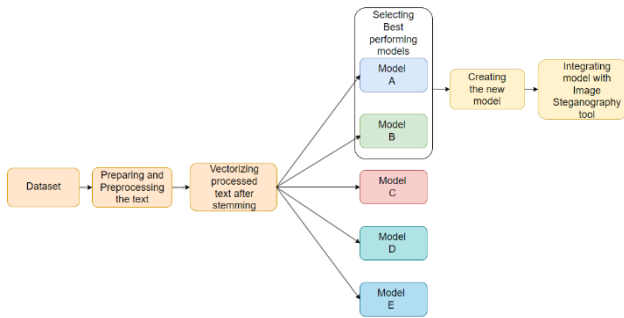 Dataset
Preparing and
Preprocessing
the text
Vectorizing
processed
text after
stemming
Selecting
Best
performing
models
Model
A
Model
B
Model
C
Model
D
Model
E
Creating
the new
model
Integrating
model with
Image
Steganography
tool